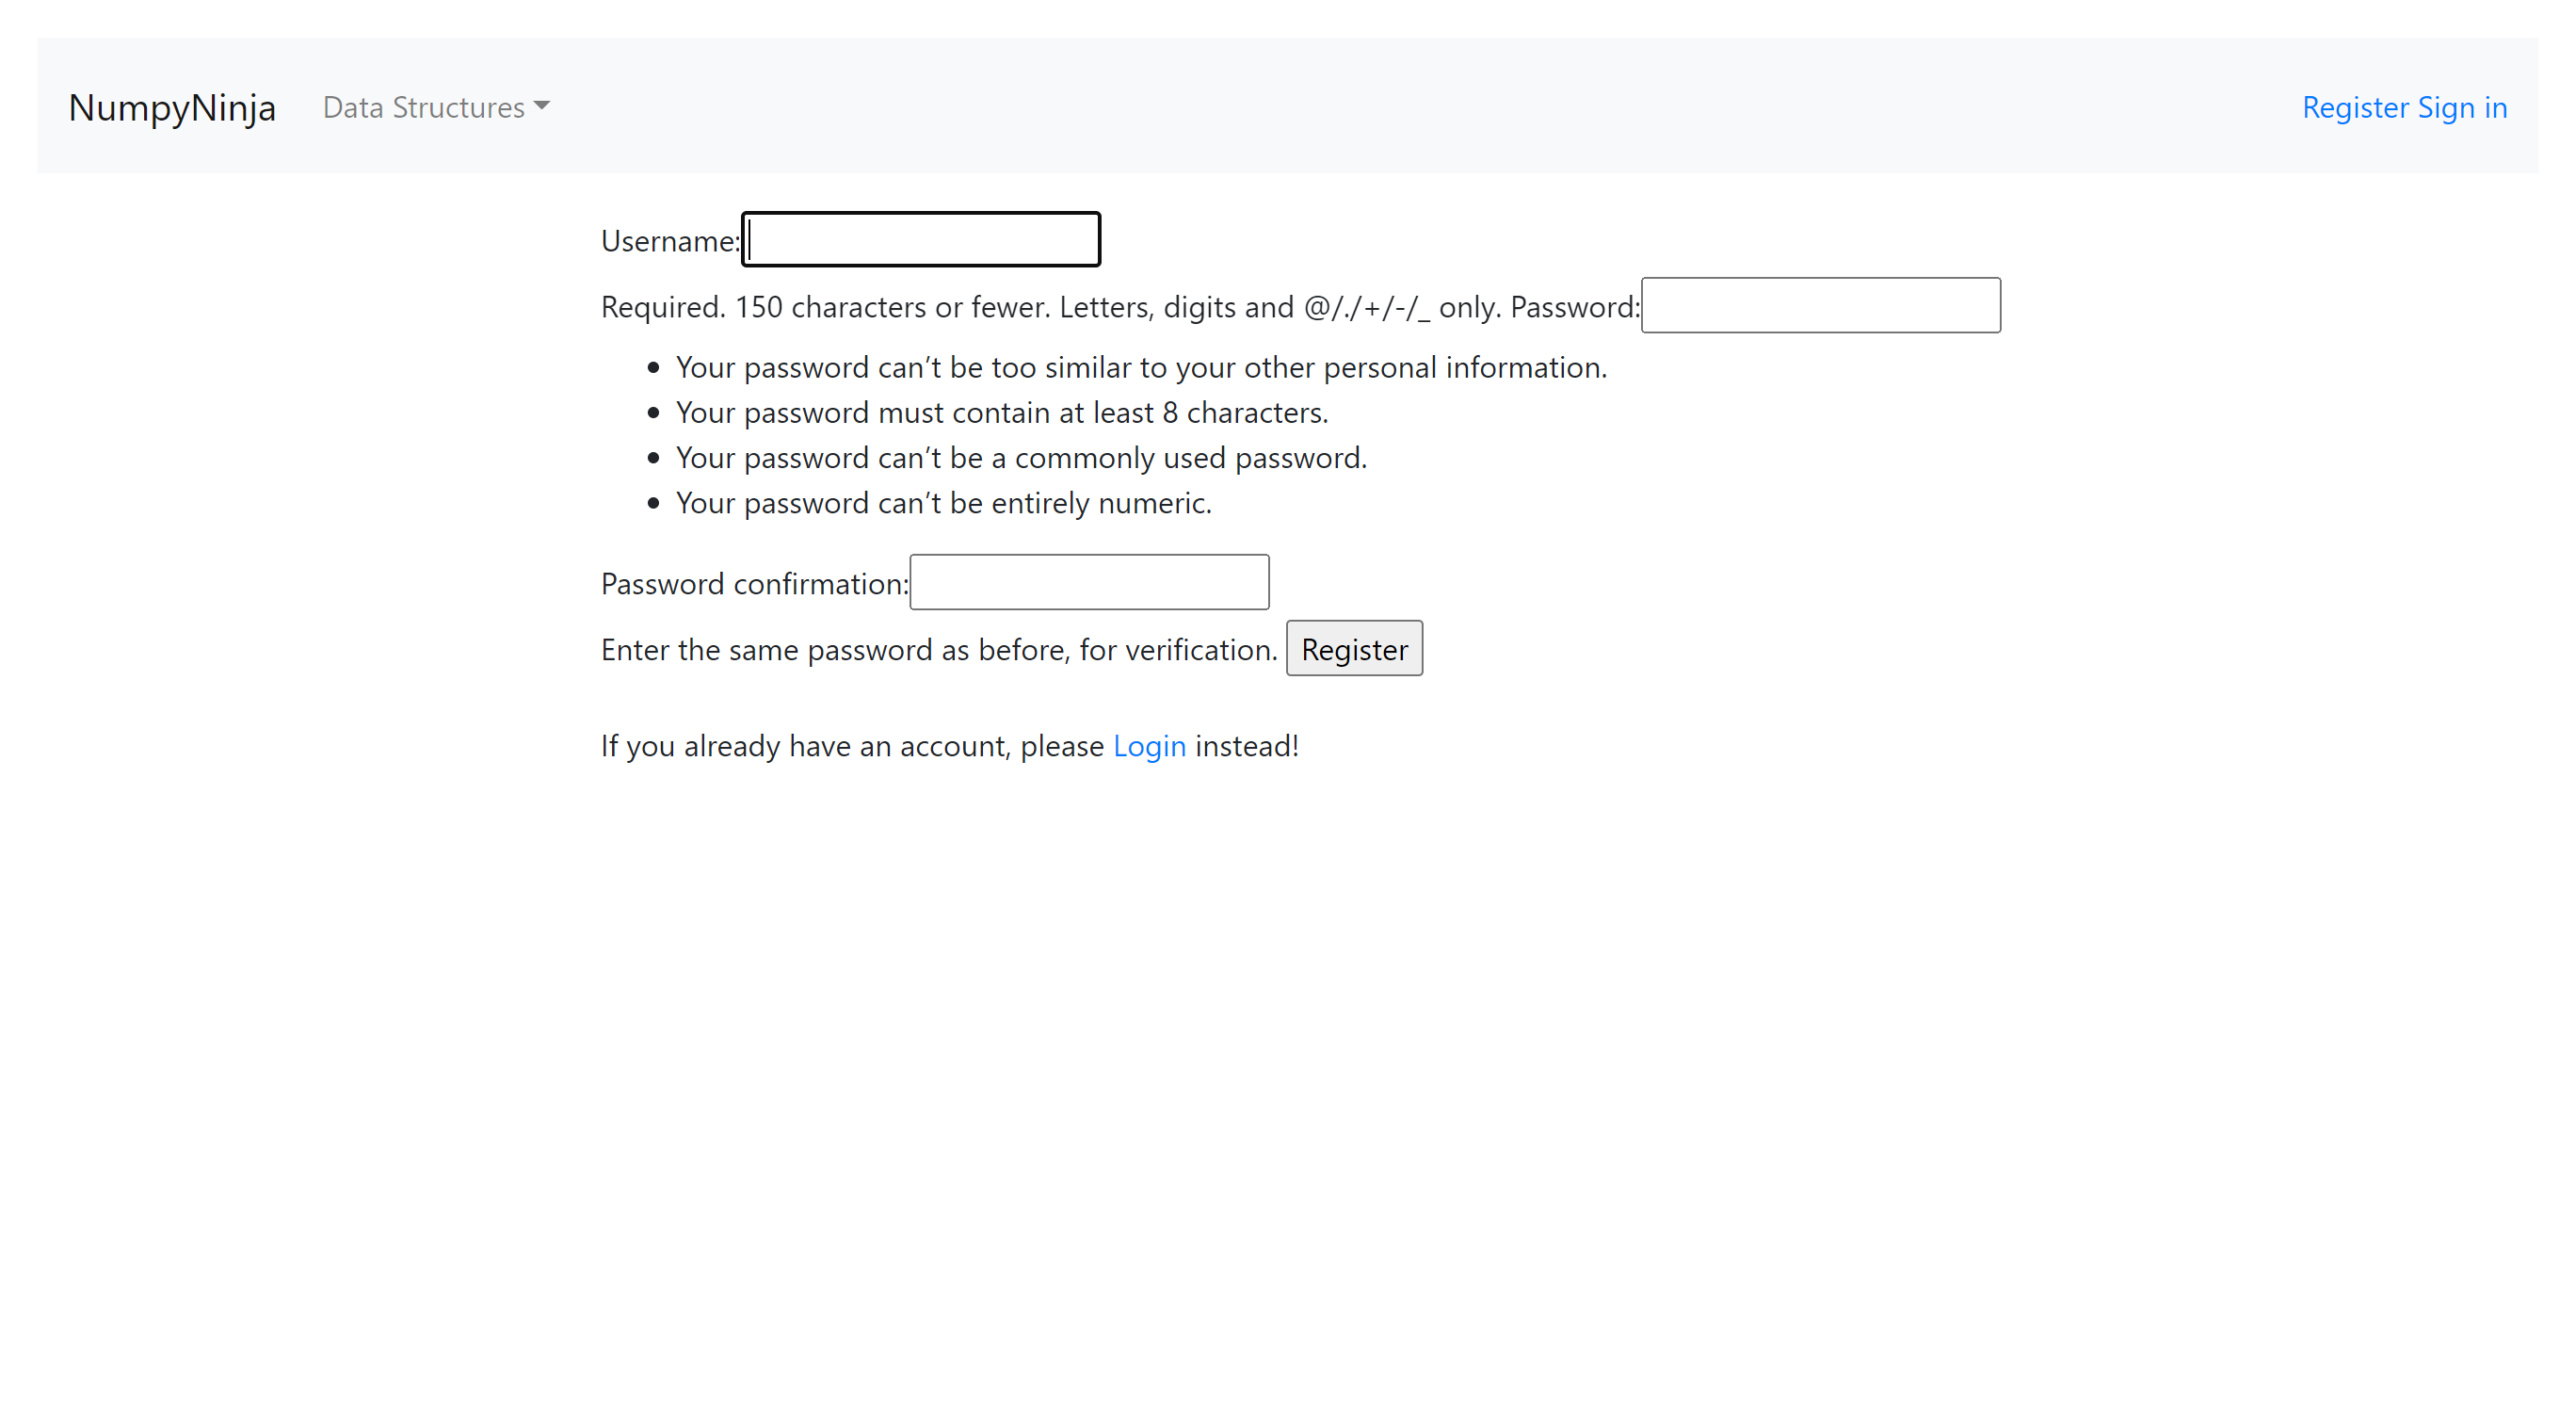 NumpyNinja Data Structures Register Sign in
Username:
Required. 150 characters or fewer. Letters, digits and @/./+/-/_ only. Password:
• Your password can’t be too similar to your other personal information.
• Your password must contain at least 8 characters.
• Your password can’t be a commonly used password.
• Your password can’t be entirely numeric.
Password confirmation:
Enter the same password as before, for verification. Register
If you already have an account, please Login instead!